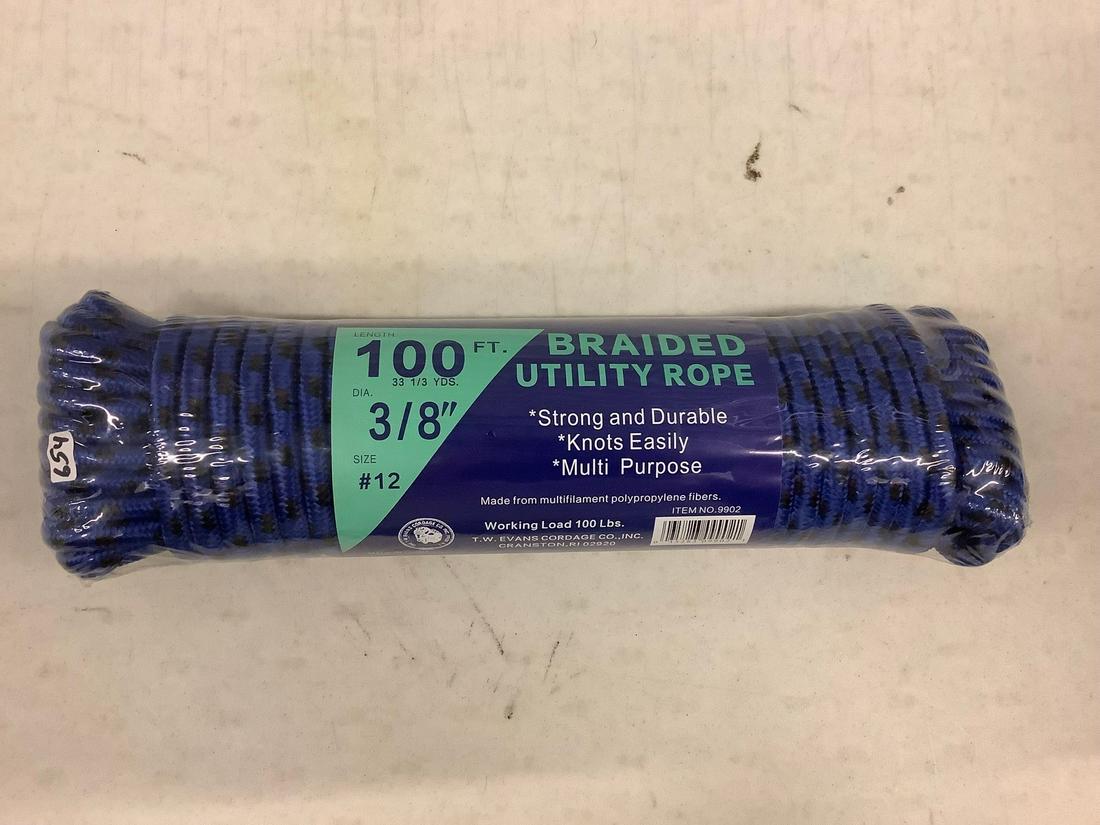 LENGTH
100 FT.
33 1/3 YDS.
DIA.
3/8"
SIZE
#12
BRAIDED
UTILITY ROPE
*Strong and Durable
*Knots Easily
*Multi Purpose
Made from multifilament polypropylene fibers.
ITEM NO.9902
Working Load 100 Lbs.
T.W. EVANS CORDAGE CO.,INC.
CRANSTON,RI 02920
654